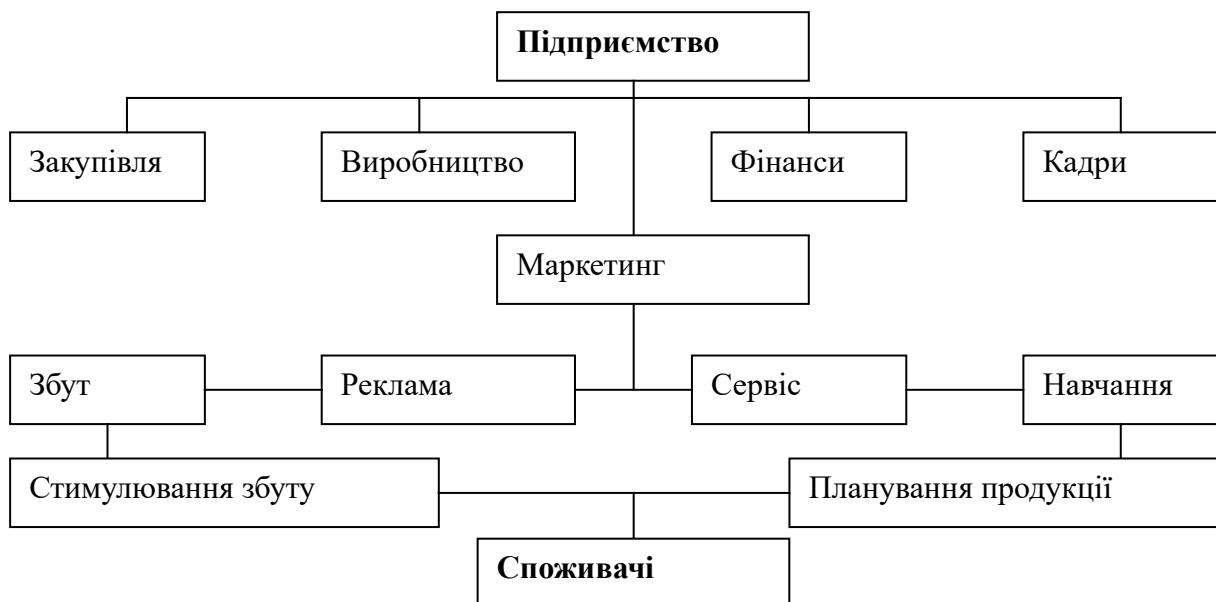 Підприємство
Закупівля
Виробництво
Фінанси
Кадри
Маркетинг
Збут
Реклама
Сервіс
Навчання
Стимулювання збуту
Планування продукції
Споживачі